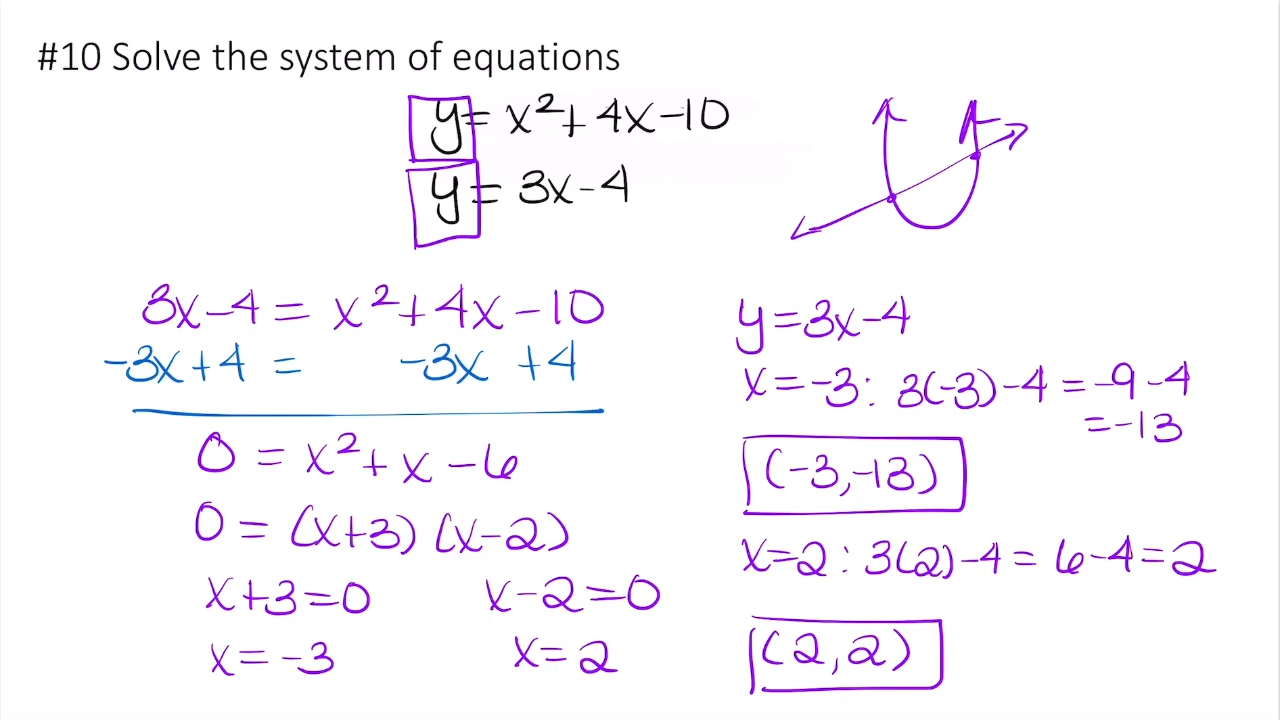 #10 Solve the system of equations
y = x²+ 4x-10
y = 3x-4
3x-4 = x²+4x-10
-3x+4 = -3x +4
0 = x²+x-6
0 = (x+3)(x-2)
x+3=0 x-2=0
x=-3 x=2
y=3x-4
x=-3: 3(-3)-4 = -9-4
=-13
(-3,-13)
x=2: 3(2)-4= 6-4=2
(2,2)